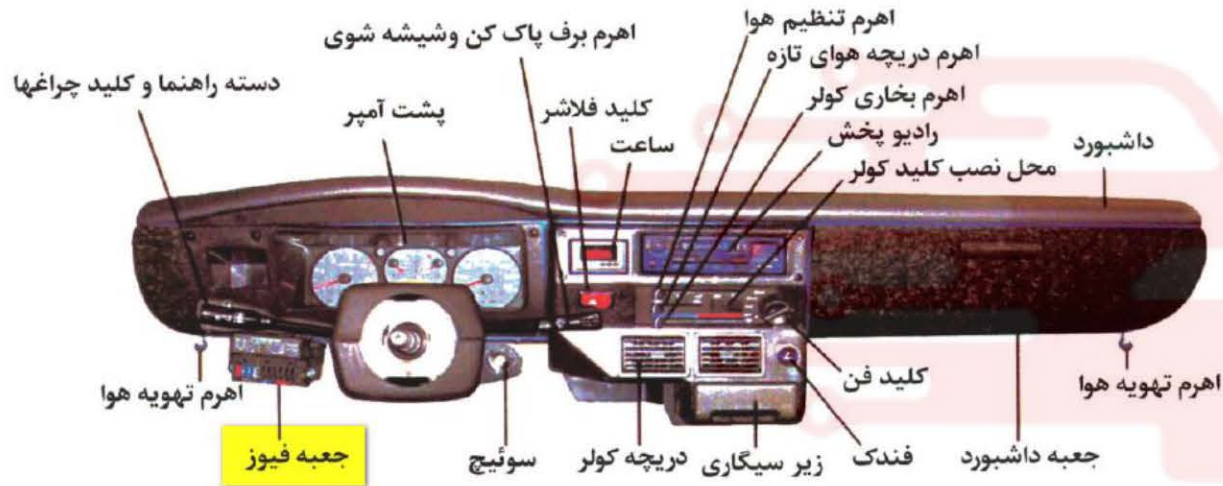 اهرم تنظیم هوا
اهرم دریچه هوای تازه
اهرم برف پاک کن وشیشه شوی
اهرم بخاری کولر
دسته راهنما و کلید چراغها
کلید فلاشر
رادیو پخش
پشت آمپر
ساعت
داشبورد
محل نصب کلید کولر
اهرم تهویه هوا
کلید فن
اهرم تهویه هوا
جعبه فیوز
سوئیچ
دریچه کولر
زیر سیگاری
فندک
جعبه داشبورد